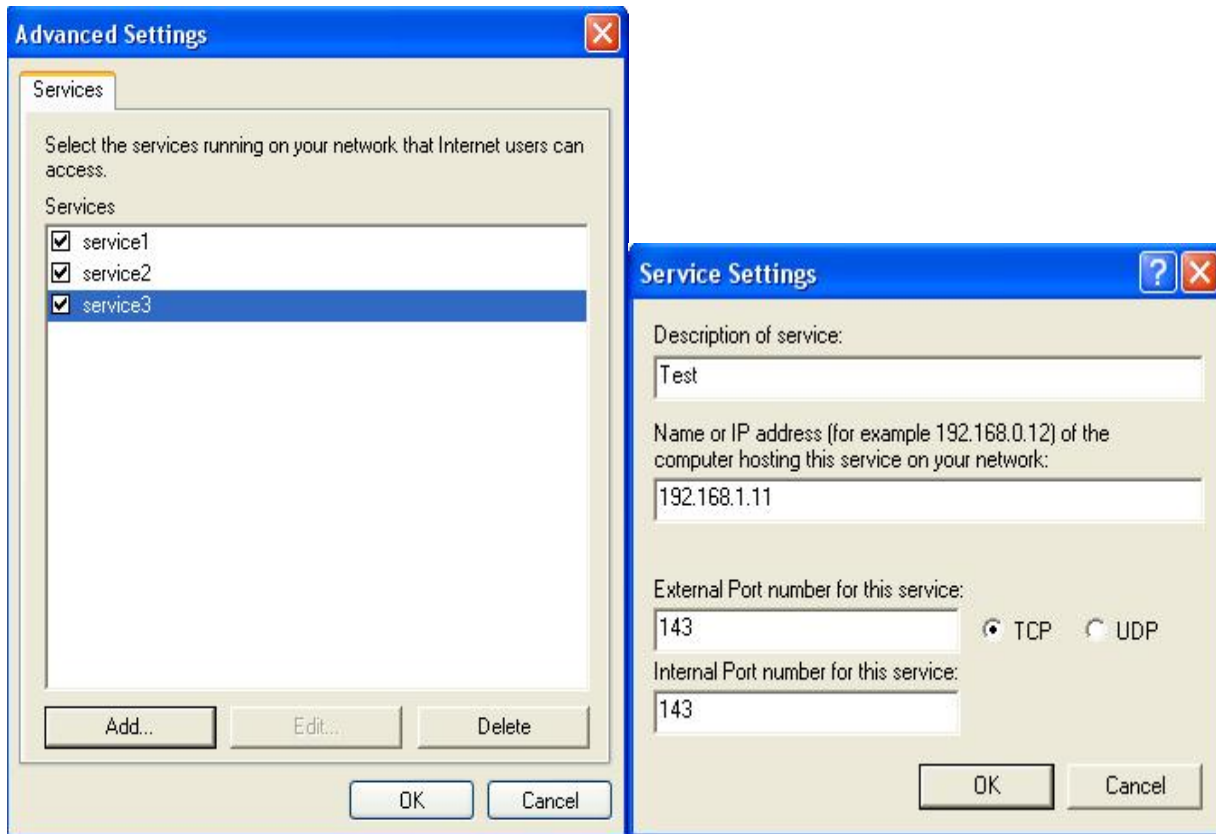 Advanced Settings
Services
Select the services running on your network that Internet users can
access.
Services
service1
service2
service3
Add...
Edit...
Delete
OK
Cancel
Service Settings
Description of service:
Test
Name or IP address (for example 192.168.0.12) of the
computer hosting this service on your network:
192.168.1.11
External Port number for this service:
143
TCP
UDP
Internal Port number for this service:
143
OK
Cancel